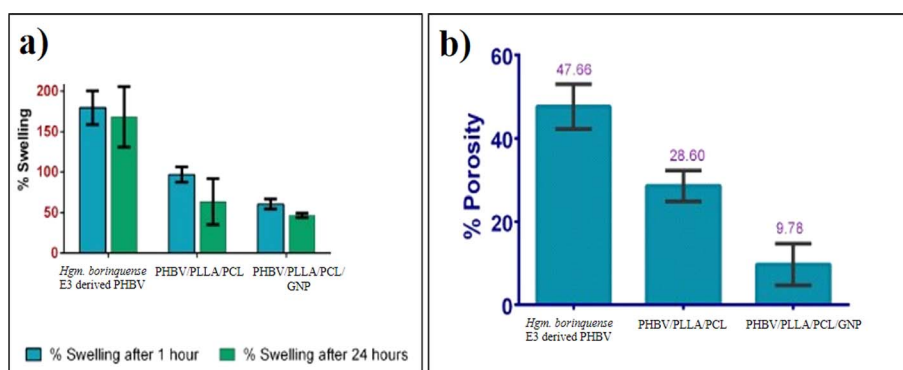 a)
% Swelling
200
150
100
50
0
Hgm. borinquense
E3 derived PHBV
PHBV/PLLA/PCL
PHBV/PLLA/PCL/
GNP
% Swelling after 1 hour
% Swelling after 24 hours
b)
% Porosity
60
40
20
0
47.66
28.60
9.78
Hgm. borinquense
E3 derived PHBV
PHBV/PLLA/PCL
PHBV/PLLA/PCL/GNP